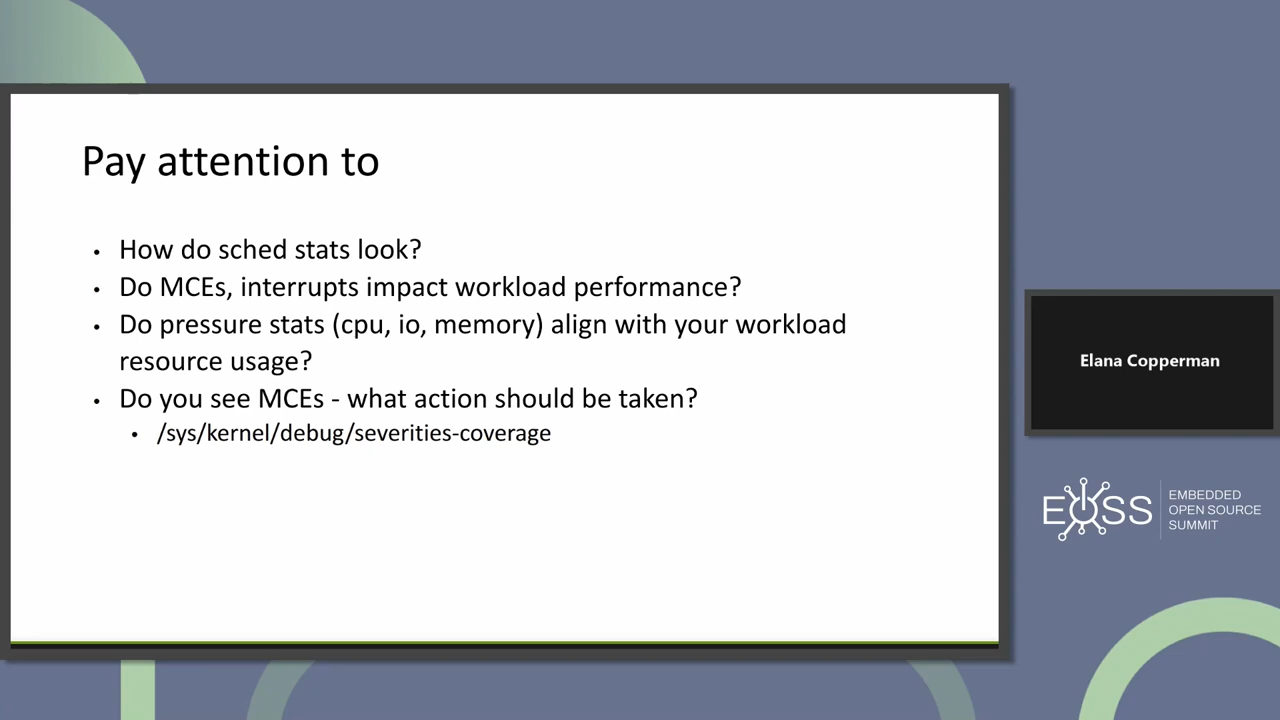 Pay attention to
• How do sched stats look?
• Do MCEs, interrupts impact workload performance?
• Do pressure stats (cpu, io, memory) align with your workload
resource usage?
• Do you see MCEs - what action should be taken?
• /sys/kernel/debug/severities-coverage
Elana Copperman
EOSS
EMBEDDED
OPEN SOURCE
SUMMIT